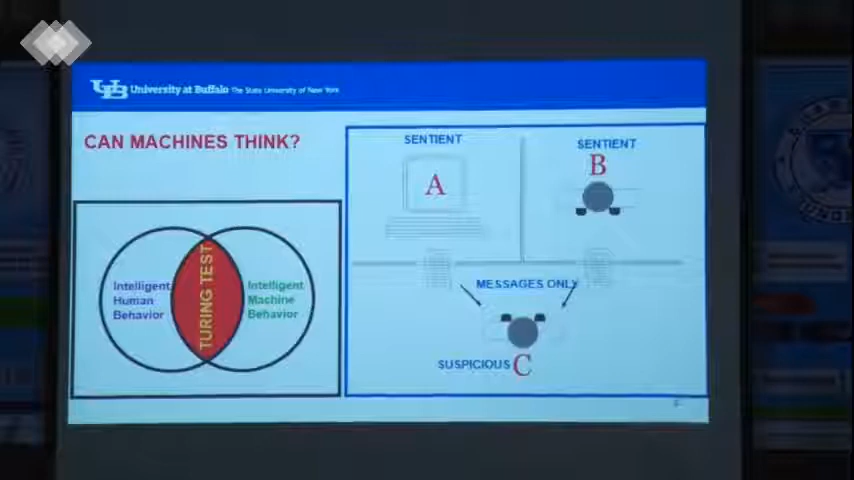 University at Buffalo The State University of New York
CAN MACHINES THINK?
Intelligent
Human
Behavior
TURING TEST
Intelligent
Machine
Behavior
SENTIENT
A
SENTIENT
B
MESSAGES ONLY
SUSPICIOUS C